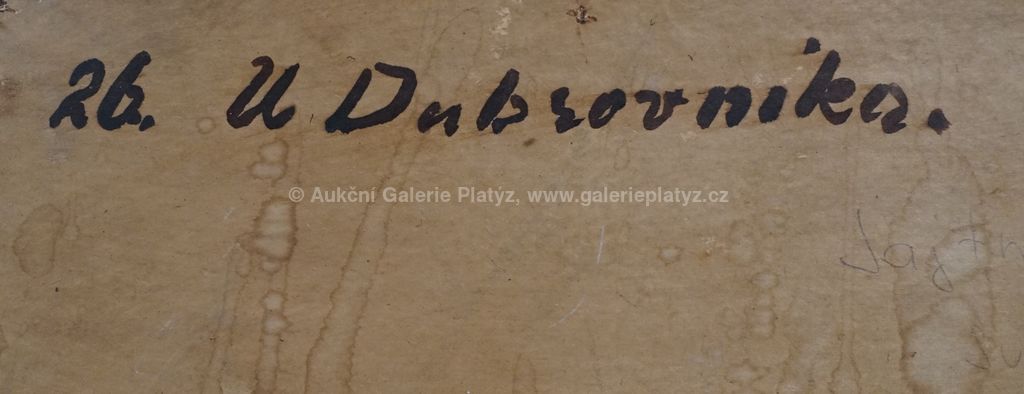 26. U Dubrovnika.
© Aukční Galerie Platýz, www.galerieplatyz.cz